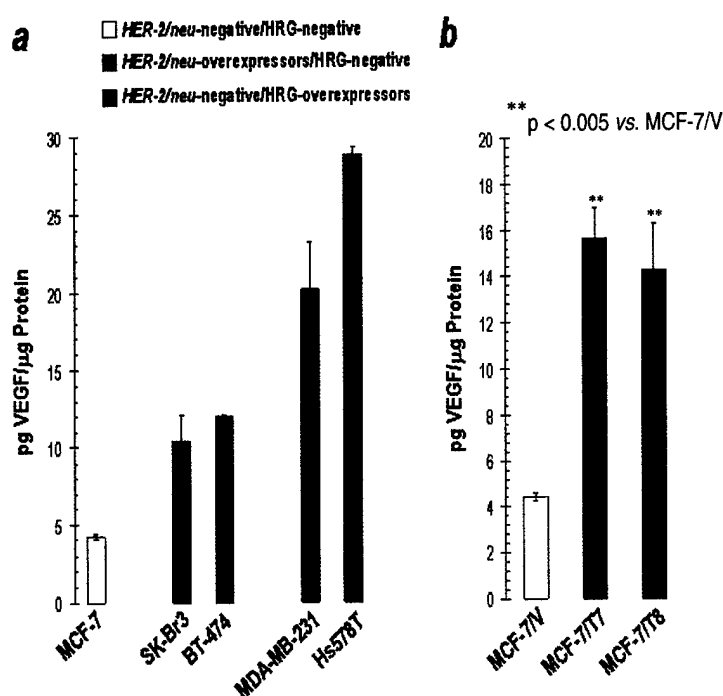 a
HER-2/neu-negative/HRG-negative
HER-2/neu-overexpressors/HRG-negative
HER-2/neu-negative/HRG-overexpressors
pg VEGF/µg Protein
30
25
20
15
10
5
0
MCF-7
SK-Br3
BT-474
MDA-MB-231
Hs578T
b
** p < 0.005 vs. MCF-7/V
pg VEGF/µg Protein
20
18
16
14
12
10
8
6
4
2
0
**
**
MCF-7/V
MCF-7/T7
MCF-7/T8